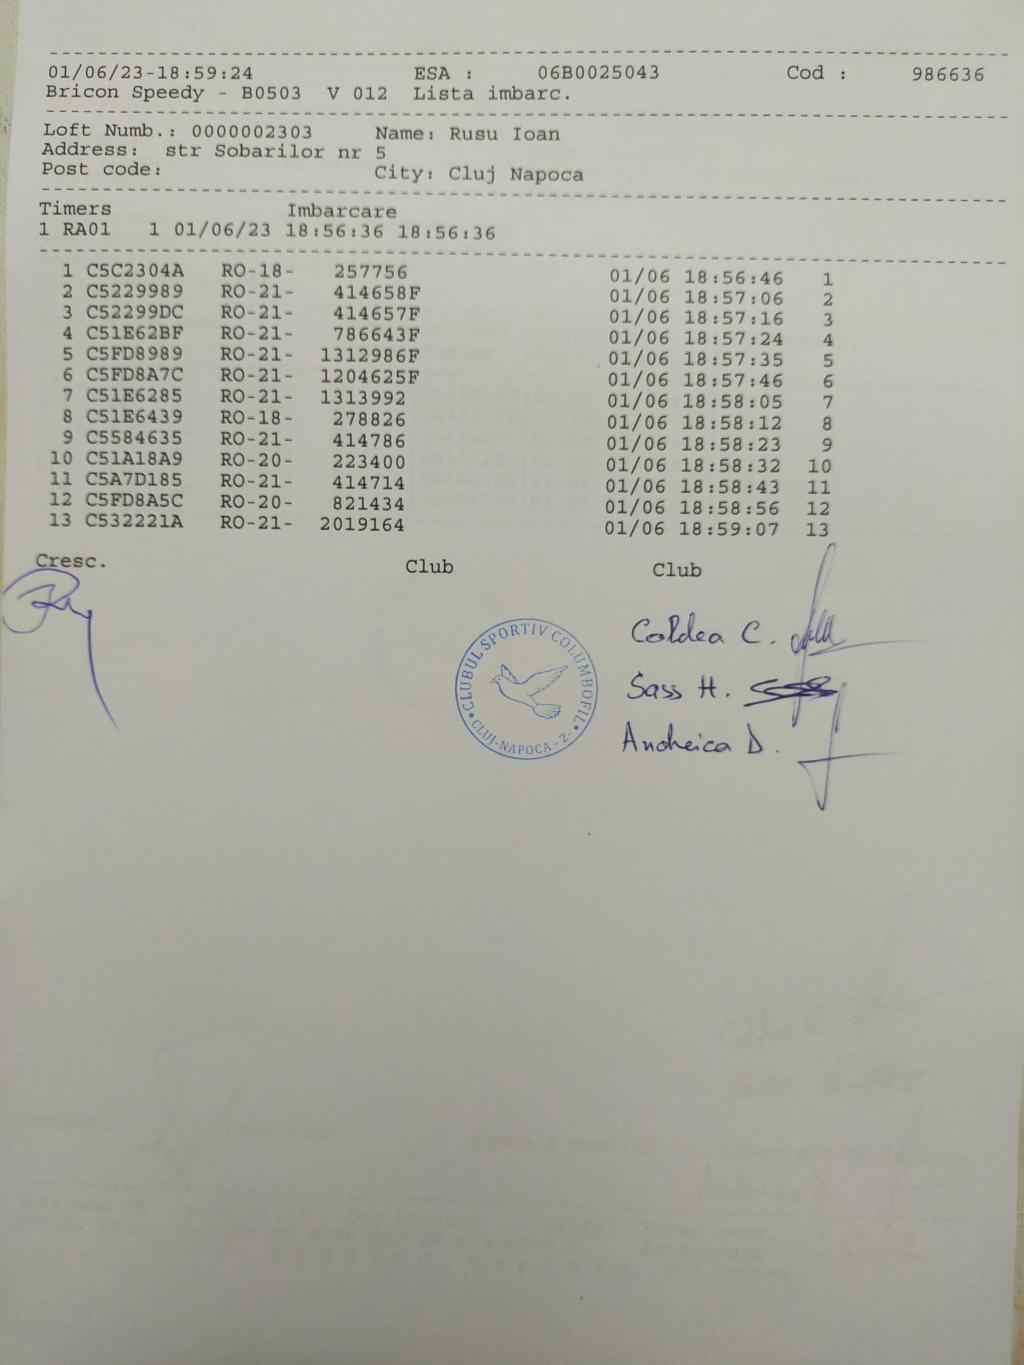 01/06/23-18:59:24 ESA : 06B0025043 Cod : 986636
Bricon Speedy - B0503 V 012 Lista imbarc.
Loft Numb.: 0000002303 Name: Rusu Ioan
Address: str Sobarilor nr 5
Post code: City: Cluj Napoca
Timers Imbarcare
1 RA01 1 01/06/23 18:56:36 18:56:36
1 C5C2304A RO-18- 257756 01/06 18:56:46 1
2 C5229989 RO-21- 414658F 01/06 18:57:06 2
3 C52299DC RO-21- 414657F 01/06 18:57:16 3
4 C51E62BF RO-21- 786643F 01/06 18:57:24 4
5 C5FD8989 RO-21- 1312986F 01/06 18:57:35 5
6 C5FD8A7C RO-21- 1204625F 01/06 18:57:46 6
7 C51E6285 RO-21- 1313992 01/06 18:58:05 7
8 C51E6439 RO-18- 278826 01/06 18:58:12 8
9 C5584635 RO-21- 414786 01/06 18:58:23 9
10 C51A18A9 RO-20- 223400 01/06 18:58:32 10
11 C5A7D185 RO-21- 414714 01/06 18:58:43 11
12 C5FD8A5C RO-20- 821434 01/06 18:58:56 12
13 C532221A RO-21- 2019164 01/06 18:59:07 13
Cresc. Club Club
CLUBUL SPORTIV COLUMBOFIL
CLUJ-NAPOCA - 2 -
Coldea C.
Sass H.
Andreica D.